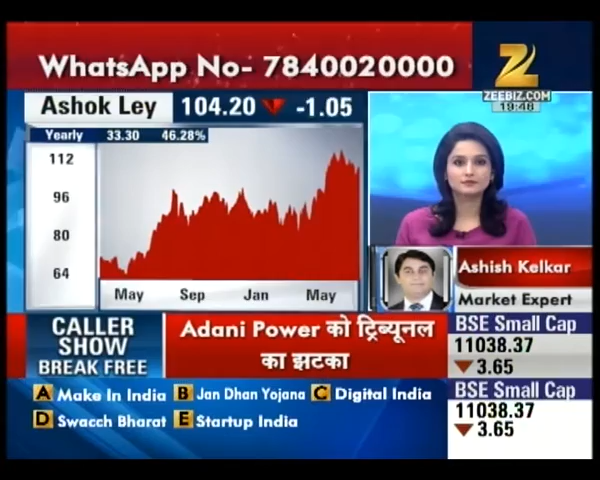 WhatsApp No- 7840020000
ZEEBIZ.COM
Ashok Ley 104.20 -1.05
Yearly 33.30 46.28%
112
96
80
64
May Sep Jan May
Ashish Kelkar
Market Expert
CALLER
SHOW
BREAK FREE
Adani Power को ट्रिब्यूनल
का झटका
BSE Small Cap
11038.37
3.65
BSE Small Cap
11038.37
3.65
A Make In India B Jan Dhan Yojana C Digital India
D Swacch Bharat E Startup India